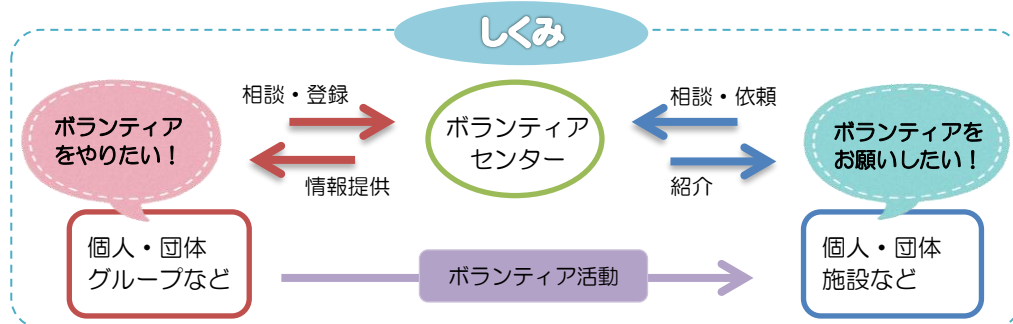 しくみ
相談・登録
相談・依頼
ボランティア
をやりたい！
ボランティア
センター
ボランティアを
お願いしたい！
情報提供
紹介
個人・団体
グループなど
ボランティア活動
個人・団体
施設など